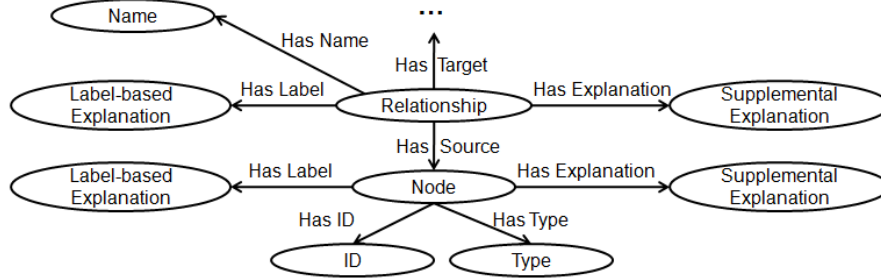 ...
Name
Has Name
Has Target
Has Label
Has Explanation
Label-based
Explanation
Relationship
Supplemental
Explanation
Has Source
Has Label
Has Explanation
Label-based
Explanation
Node
Supplemental
Explanation
Has ID
Has Type
ID
Type